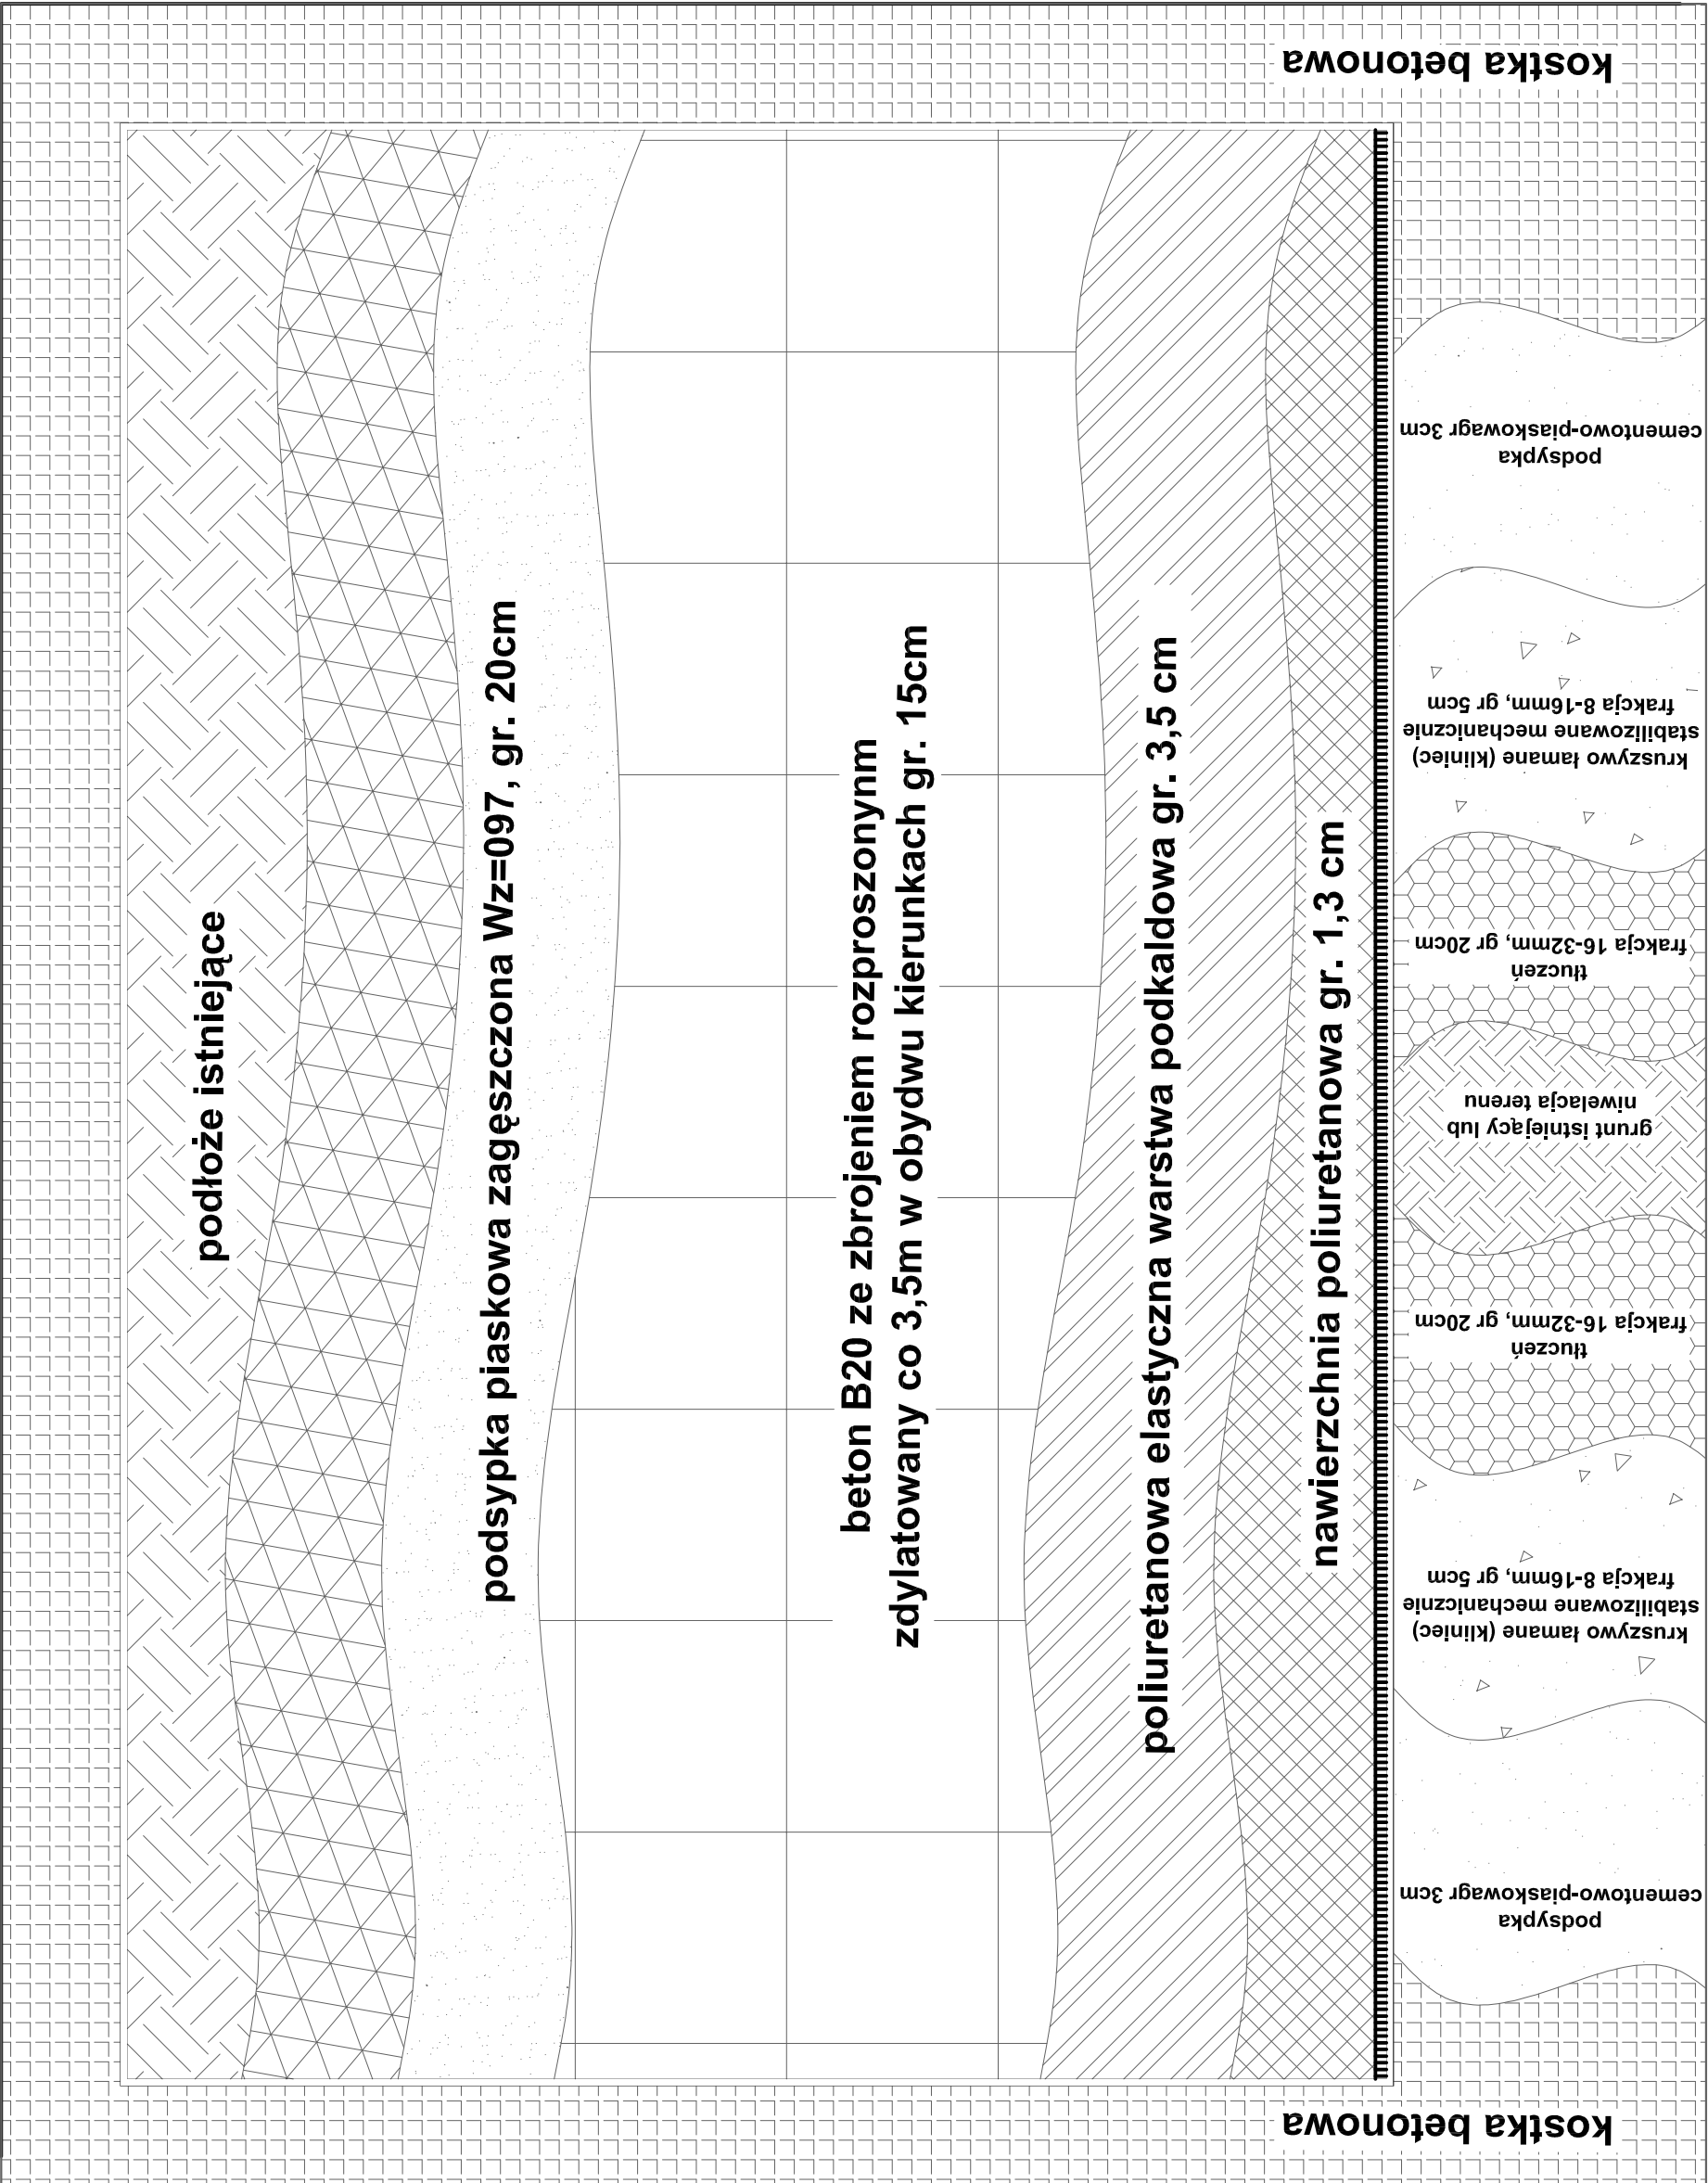 kostka betonowa
podłoże istniejące
podsypka piaskowa zagęszczona Wz=097, gr. 20cm
beton B20 ze zbrojeniem rozproszonynm
zdylatowany co 3,5m w obydwu kierunkach gr. 15cm
poliuretanowa elastyczna warstwa podkaldowa gr. 3,5 cm
nawierzchnia poliuretanowa gr. 1,3 cm
podsypka
cementowo-piaskowagr 3cm
kruszywo łamane (kliniec)
stabilizowane mechanicznie
frakcja 8-16mm, gr 5cm
tłuczeń
frakcja 16-32mm, gr 20cm
grunt istniejący lub
niwelacja terenu
tłuczeń
frakcja 16-32mm, gr 20cm
kruszywo łamane (kliniec)
stabilizowane mechanicznie
frakcja 8-16mm, gr 5cm
podsypka
cementowo-piaskowagr 3cm
kostka betonowa